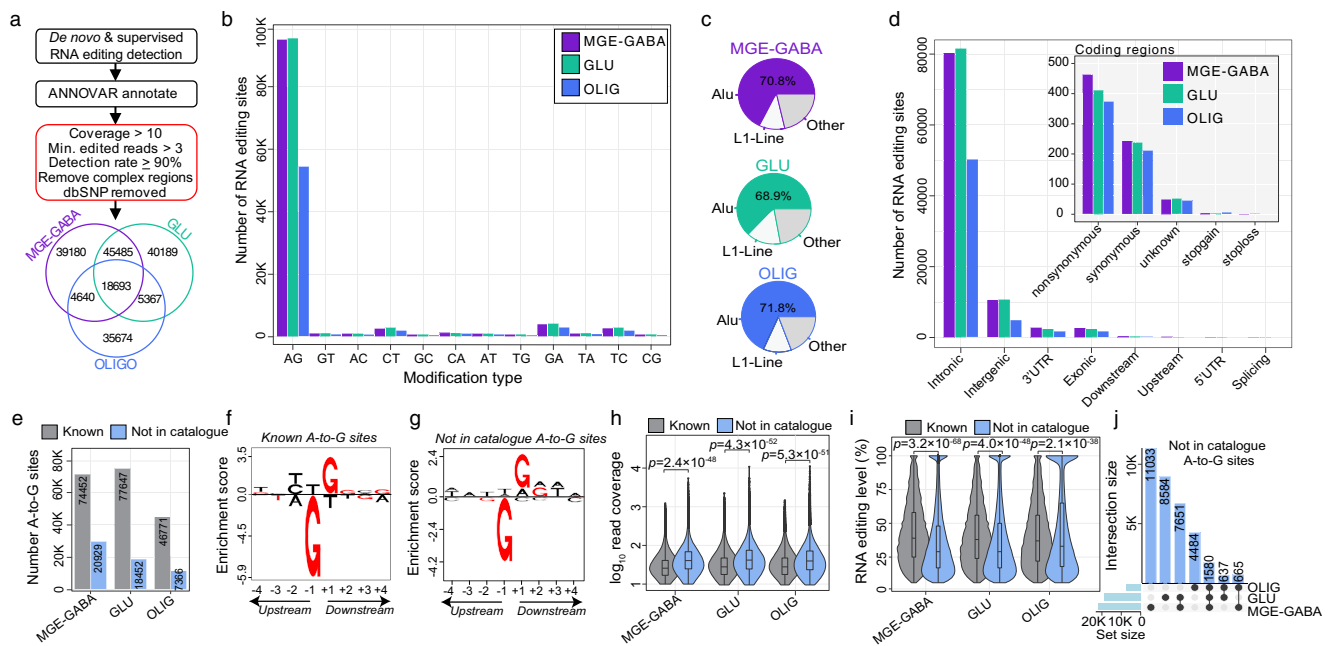 a
De novo & supervised
RNA editing detection
ANNOVAR annotate
Coverage > 10
Min. edited reads > 3
Detection rate ≥ 90%
Remove complex regions
dbSNP removed
MGE-GABA
GLU
39180
45485
40189
18693
4640
5367
35674
OLIGO
b
Number of RNA editing sites
100K
80K
60K
40K
20K
0
MGE-GABA
GLU
OLIG
AG GT AC CT GC CA AT TG GA TA TC CG
Modification type
c
MGE-GABA
70.8%
Alu
L1-Line
Other
GLU
68.9%
Alu
L1-Line
Other
OLIG
71.8%
Alu
L1-Line
Other
d
Number of RNA editing sites
80000
60000
40000
20000
0
Intronic
Intergenic
3'UTR
Exonic
Downstream
Upstream
5'UTR
Splicing
Coding regions
500
400
300
200
100
0
MGE-GABA
GLU
OLIG
nonsynonymous
synonymous
unknown
stopgain
stoploss
e
Known
Not in catalogue
Number A-to-G sites
80K
60K
40K
20K
0
74452
20929
77647
18452
46771
7366
MGE-GABA
GLU
OLIG
f
Known A-to-G sites
Enrichment score
3.5
0.0
-5.9
-4 -3 -2 -1 +1 +2 +3 +4
Upstream
Downstream
g
Not in catalogue A-to-G sites
Enrichment score
2.4
0.0
-2.4
-4.2
-4 -3 -2 -1 +1 +2 +3 +4
Upstream
Downstream
h
Known
Not in catalogue
log10 read coverage
4
3
2
1
p=2.4×10-48
p=4.3×10-52
p=5.3×10-51
MGE-GABA
GLU
OLIG
i
Known
Not in catalogue
RNA editing level (%)
100
75
50
25
0
p=3.2×10-68
p=4.0×10-48
p=2.1×10-38
MGE-GABA
GLU
OLIG
j
Not in catalogue
A-to-G sites
Intersection size
10K
5K
11033
8584
7651
4484
1580
637
665
OLIG
GLU
MGE-GABA
20K 10K 0
Set size